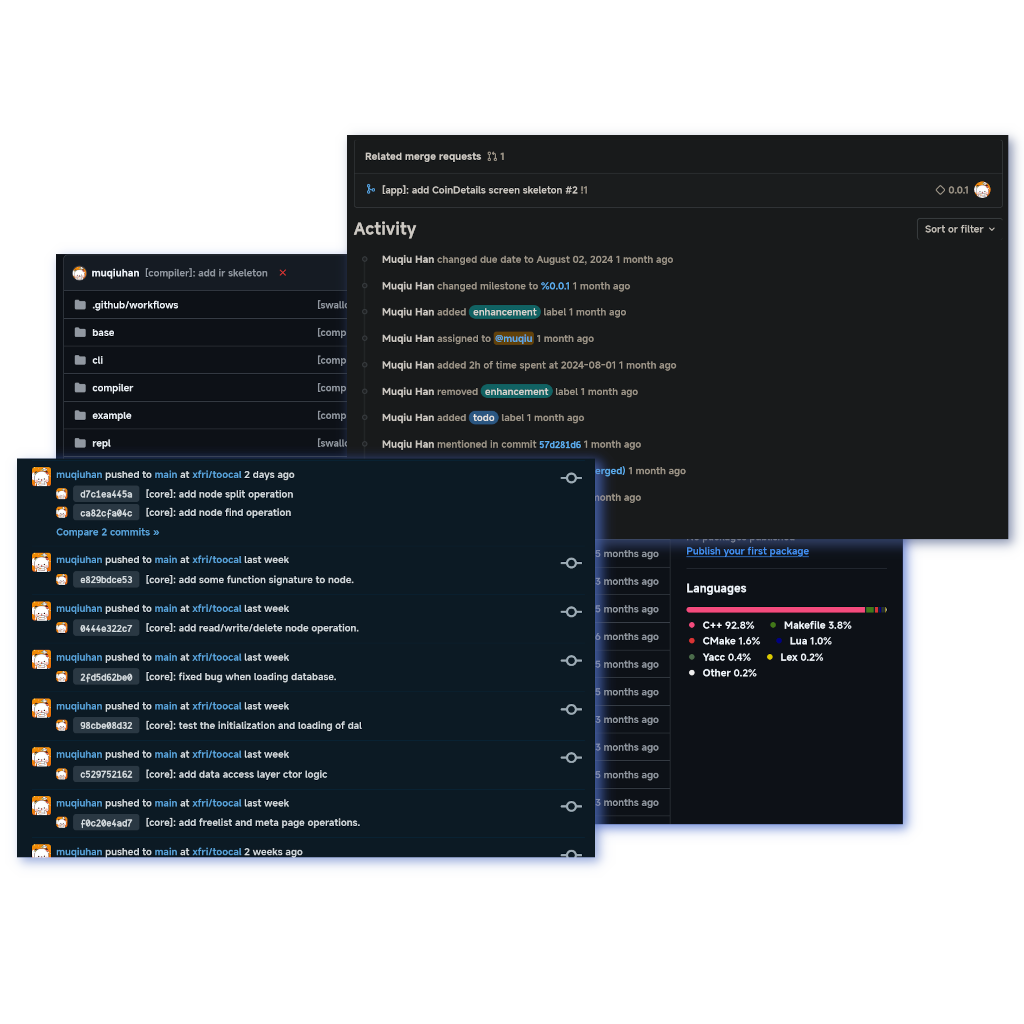 Related merge requests 1
[app]: add CoinDetails screen skeleton #2 !1
0.0.1
Activity
Sort or filter
Muqiu Han changed due date to August 02, 2024 1 month ago
Muqiu Han changed milestone to %0.0.1 1 month ago
Muqiu Han added enhancement label 1 month ago
Muqiu Han assigned to @muqiu 1 month ago
Muqiu Han added 2h of time spent at 2024-08-01 1 month ago
Muqiu Han removed enhancement label 1 month ago
Muqiu Han added todo label 1 month ago
Muqiu Han mentioned in commit 57d281d6 1 month ago
erged) 1 month ago
onth ago
muqiuhan [compiler]: add ir skeleton
.github/workflows [swallo
base [comp
cli [comp
compiler [comp
example [comp
repl [swallo
muqiuhan pushed to main at xfri/toocal 2 days ago
d7c1ea445a [core]: add node split operation
ca82cfa04c [core]: add node find operation
Compare 2 commits »
muqiuhan pushed to main at xfri/toocal last week
e829bdce53 [core]: add some function signature to node.
muqiuhan pushed to main at xfri/toocal last week
0444e322c7 [core]: add read/write/delete node operation.
muqiuhan pushed to main at xfri/toocal last week
2fd5d62be0 [core]: fixed bug when loading database.
muqiuhan pushed to main at xfri/toocal last week
98cbe08d32 [core]: test the initialization and loading of dal
muqiuhan pushed to main at xfri/toocal last week
c529752162 [core]: add data access layer ctor logic
muqiuhan pushed to main at xfri/toocal last week
f0c20e4ad7 [core]: add freelist and meta page operations.
muqiuhan pushed to main at xfri/toocal 2 weeks ago
5 months ago
3 months ago
5 months ago
6 months ago
5 months ago
5 months ago
3 months ago
3 months ago
5 months ago
3 months ago
No packages published
Publish your first package
Languages
C++ 92.8% Makefile 3.8%
CMake 1.6% Lua 1.0%
Yacc 0.4% Lex 0.2%
Other 0.2%